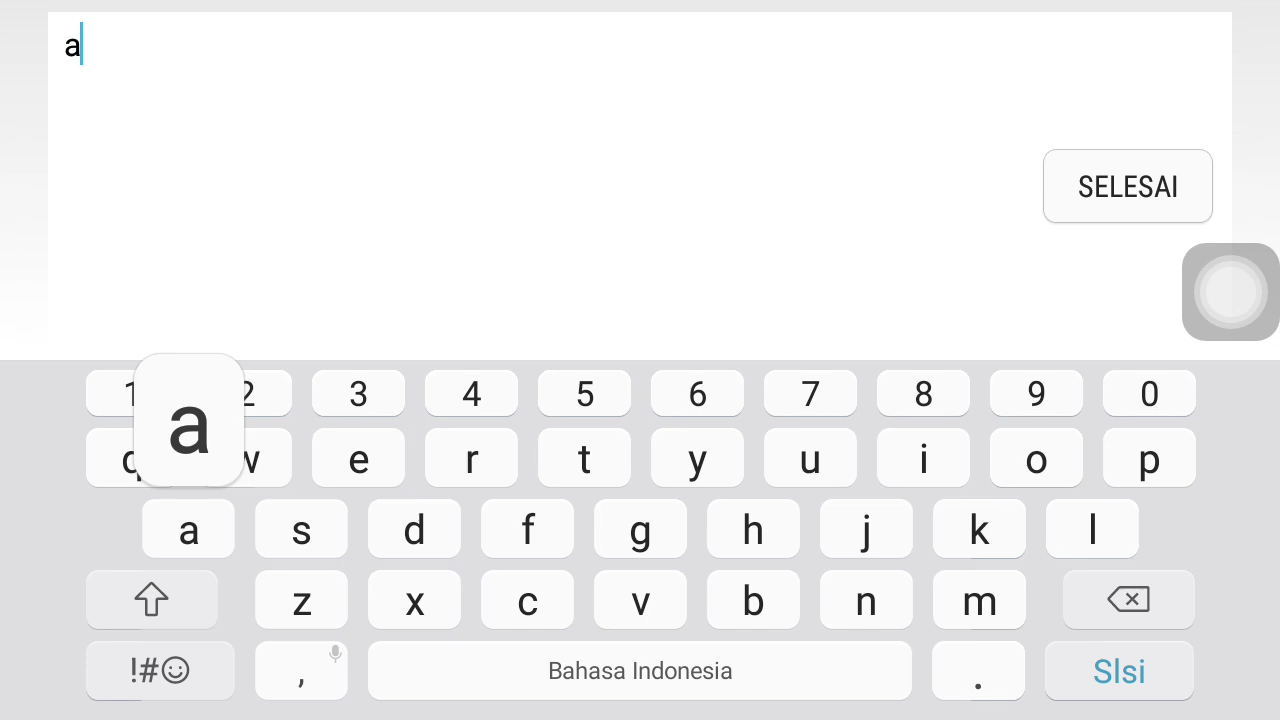 a
SELESAI
1 2 3 4 5 6 7 8 9 0
a
q w e r t y u i o p
a s d f g h j k l
z x c v b n m
!#☺ , Bahasa Indonesia . Slsi